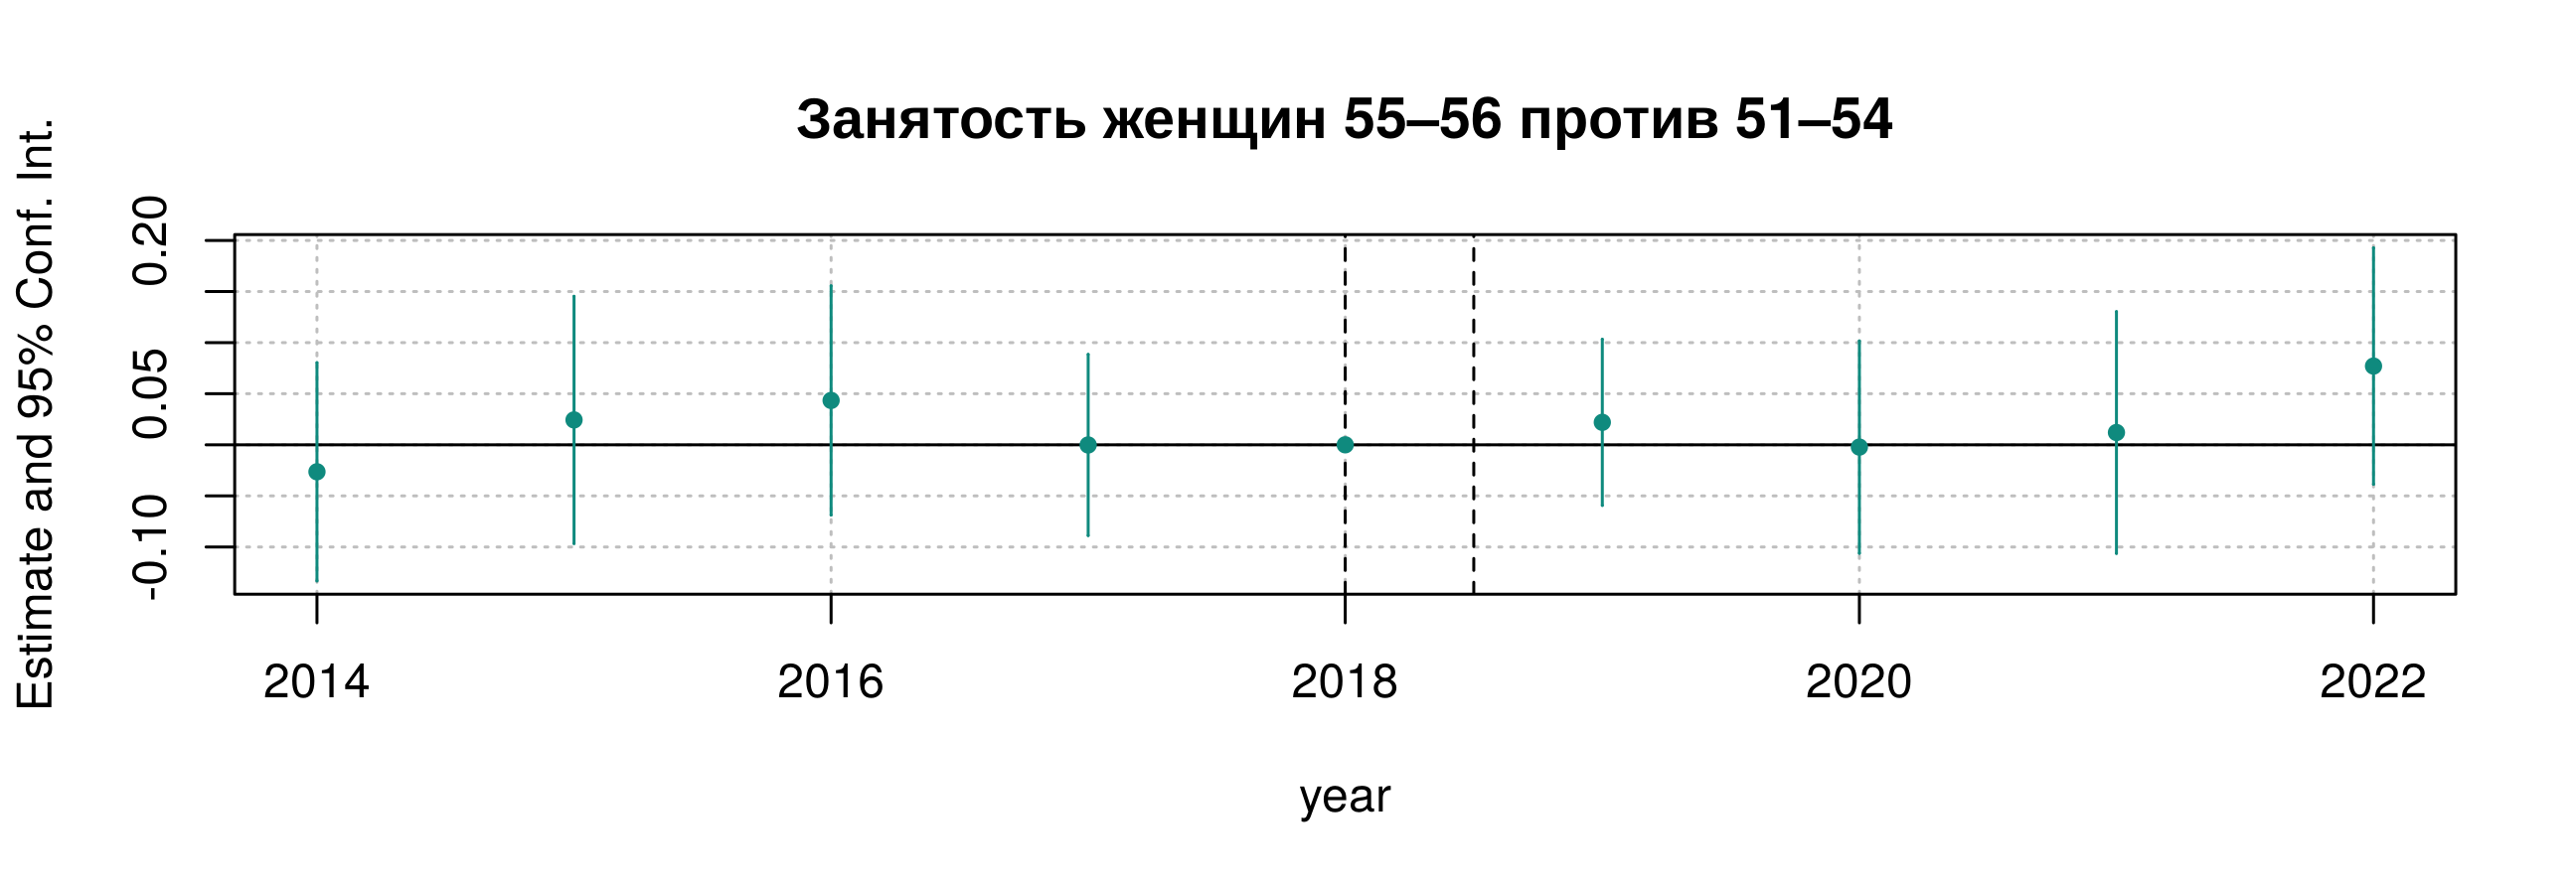 Занятость женщин 55–56 против 51–54
Estimate and 95% Conf. Int.
0.20
0.05
-0.10
2014 2016 2018 2020 2022
year